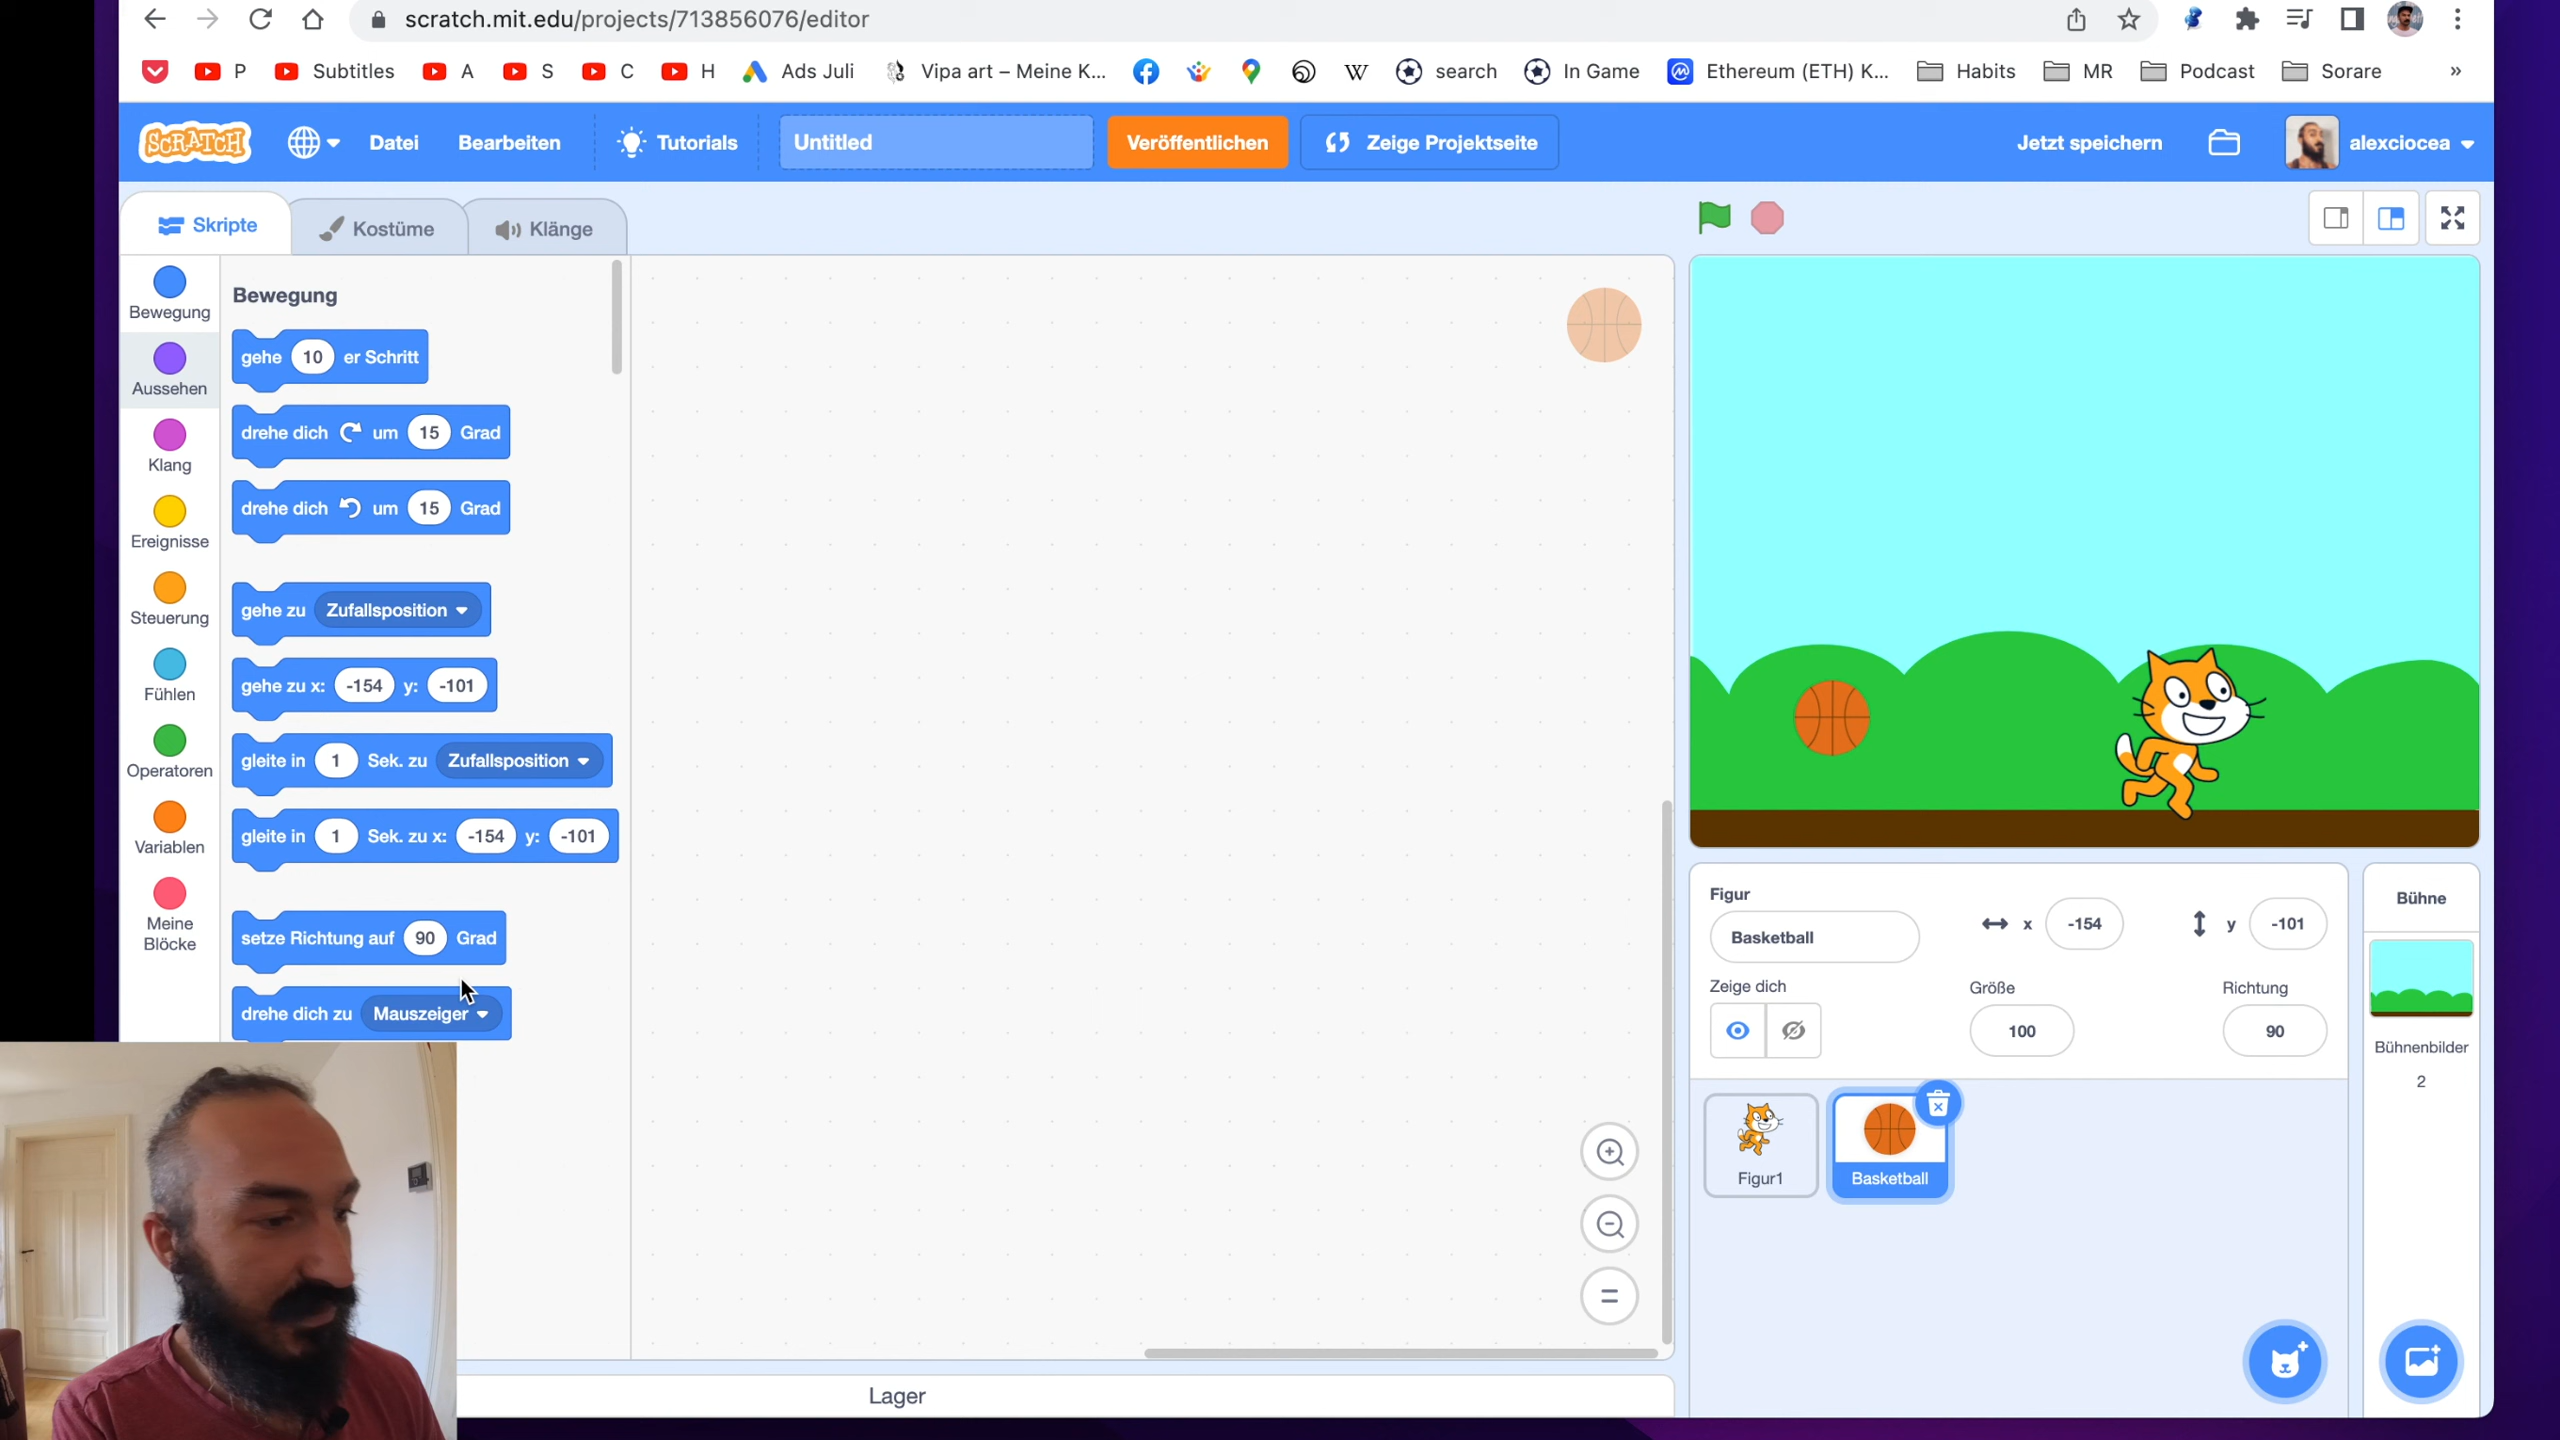 scratch.mit.edu/projects/713856076/editor
P Subtitles A S C H Ads Juli Vipa art – Meine K... W search In Game Ethereum (ETH) K... Habits MR Podcast Sorare »
SCRATCH Datei Bearbeiten Tutorials Untitled Veröffentlichen Zeige Projektseite Jetzt speichern alexciocea
Skripte Kostüme Klänge
Bewegung
Aussehen
Klang
Ereignisse
Steuerung
Fühlen
Operatoren
Variablen
Meine
Blöcke
Bewegung
gehe 10 er Schritt
drehe dich um 15 Grad
drehe dich um 15 Grad
gehe zu Zufallsposition
gehe zu x: -154 y: -101
gleite in 1 Sek. zu Zufallsposition
gleite in 1 Sek. zu x: -154 y: -101
setze Richtung auf 90 Grad
drehe dich zu Mauszeiger
Figur
Basketball x -154 y -101
Zeige dich Größe Richtung
100 90
Figur1 Basketball
Bühne
Bühnenbilder
2
Lager